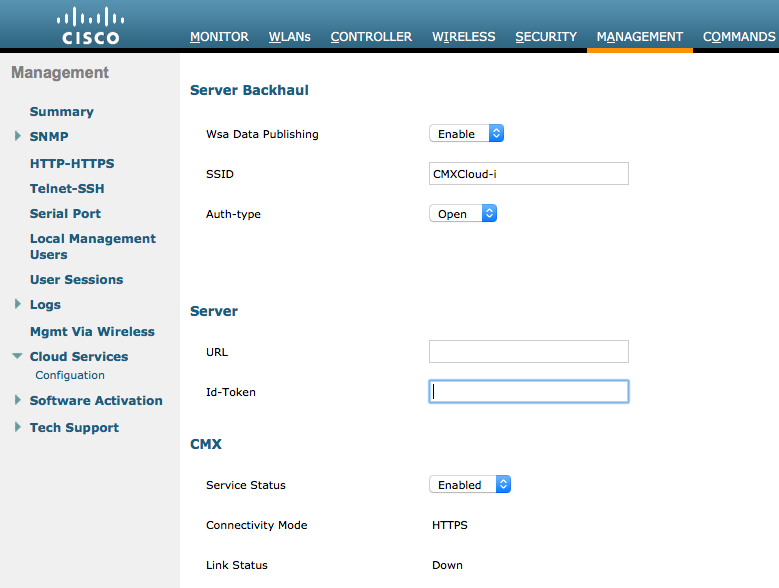 CISCO
MONITOR WLANs CONTROLLER WIRELESS SECURITY MANAGEMENT COMMANDS
Management
Summary
SNMP
HTTP-HTTPS
Telnet-SSH
Serial Port
Local Management
Users
User Sessions
Logs
Mgmt Via Wireless
Cloud Services
Configuation
Software Activation
Tech Support
Server Backhaul
Wsa Data Publishing Enable
SSID CMXCloud-i
Auth-type Open
Server
URL
Id-Token
CMX
Service Status Enabled
Connectivity Mode HTTPS
Link Status Down